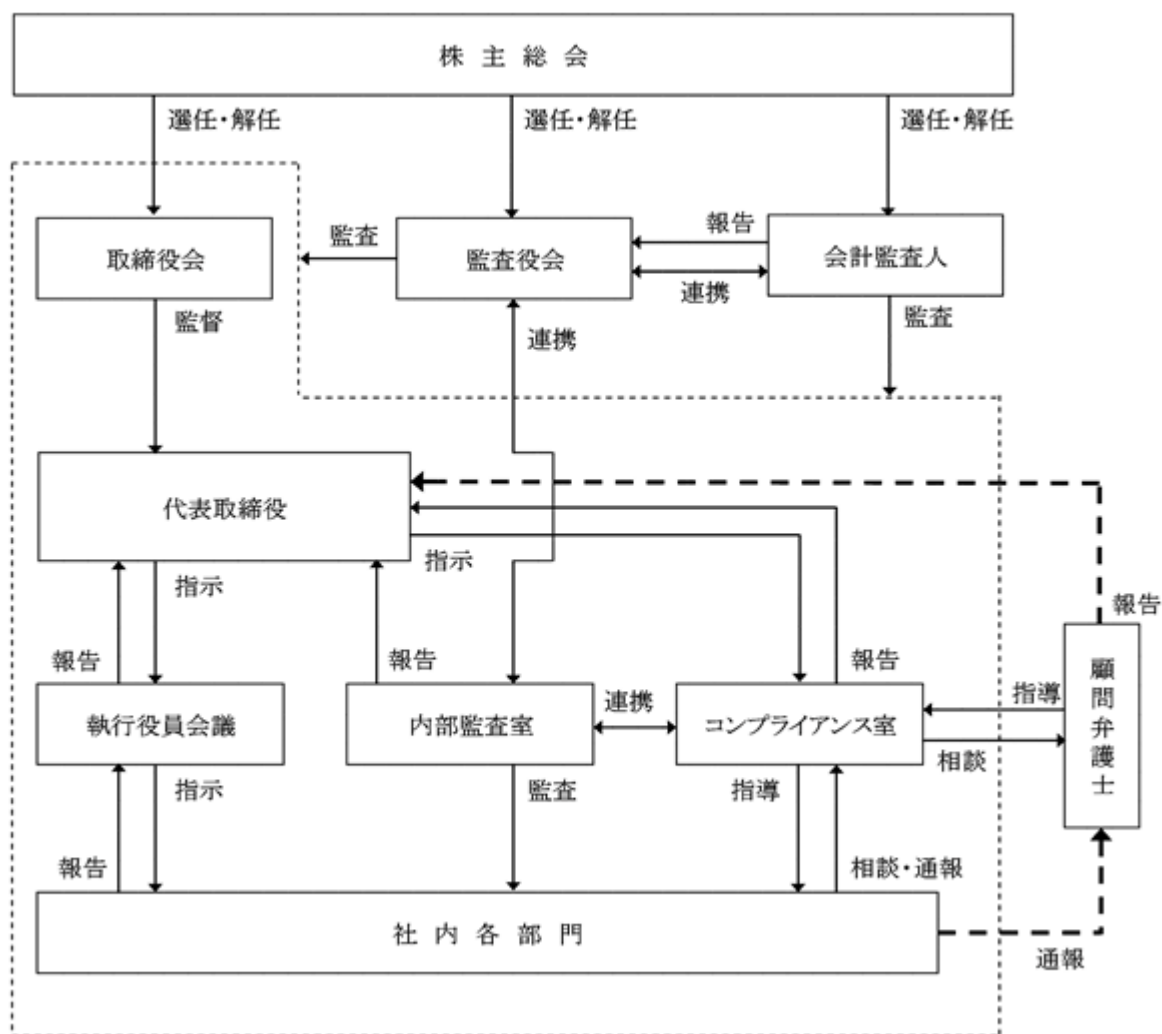 株主総会
選任・解任
選任・解任
選任・解任
取締役会
監査
監査役会
報告
連携
会計監査人
監督
連携
監査
代表取締役
指示
指示
報告
報告
報告
報告
執行役員会議
内部監査室
連携
コンプライアンス室
指導
相談
顧問弁護士
指示
監査
指導
報告
相談・通報
社内各部門
通報